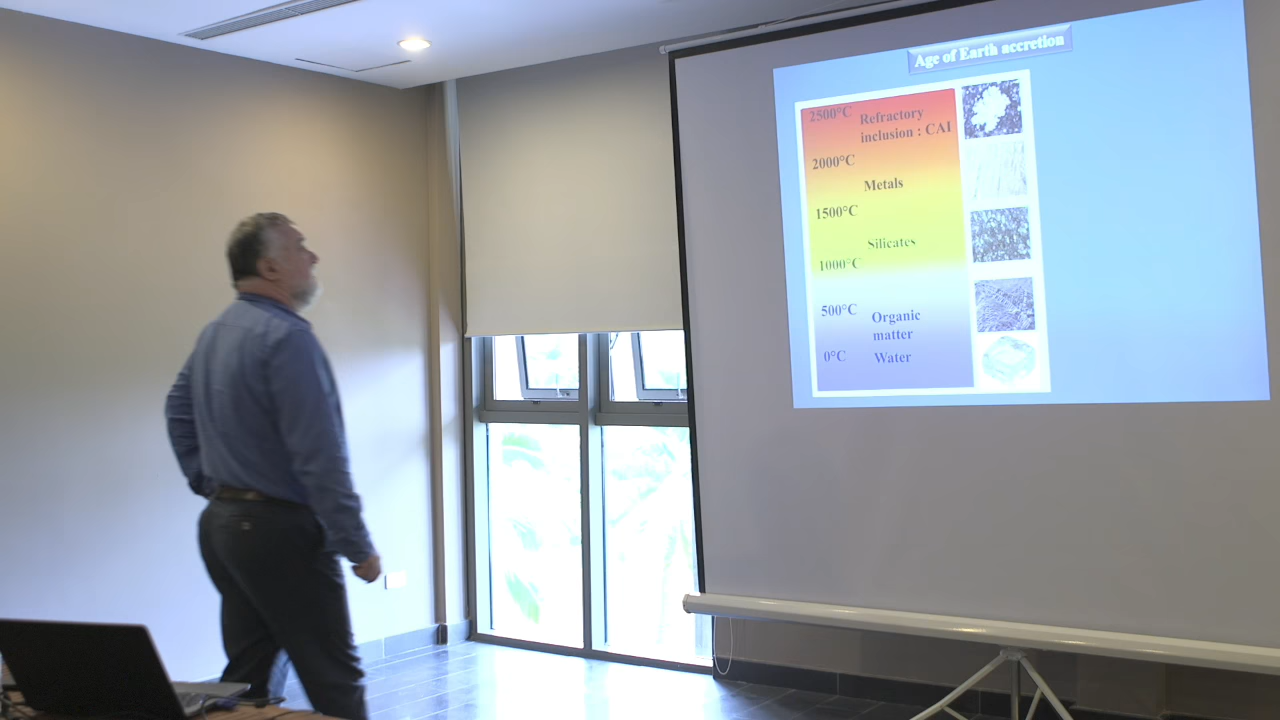 Age of Earth accretion
2500°C
Refractory
inclusion : CAI
2000°C
Metals
1500°C
Silicates
1000°C
500°C
Organic
matter
0°C
Water